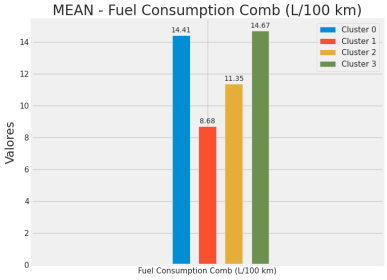 MEAN - Fuel Consumption Comb (L/100 km)
14.41
8.68
11.35
14.67
Cluster 0
Cluster 1
Cluster 2
Cluster 3
Valores
14
12
10
8
6
4
2
0
Fuel Consumption Comb (L/100 km)